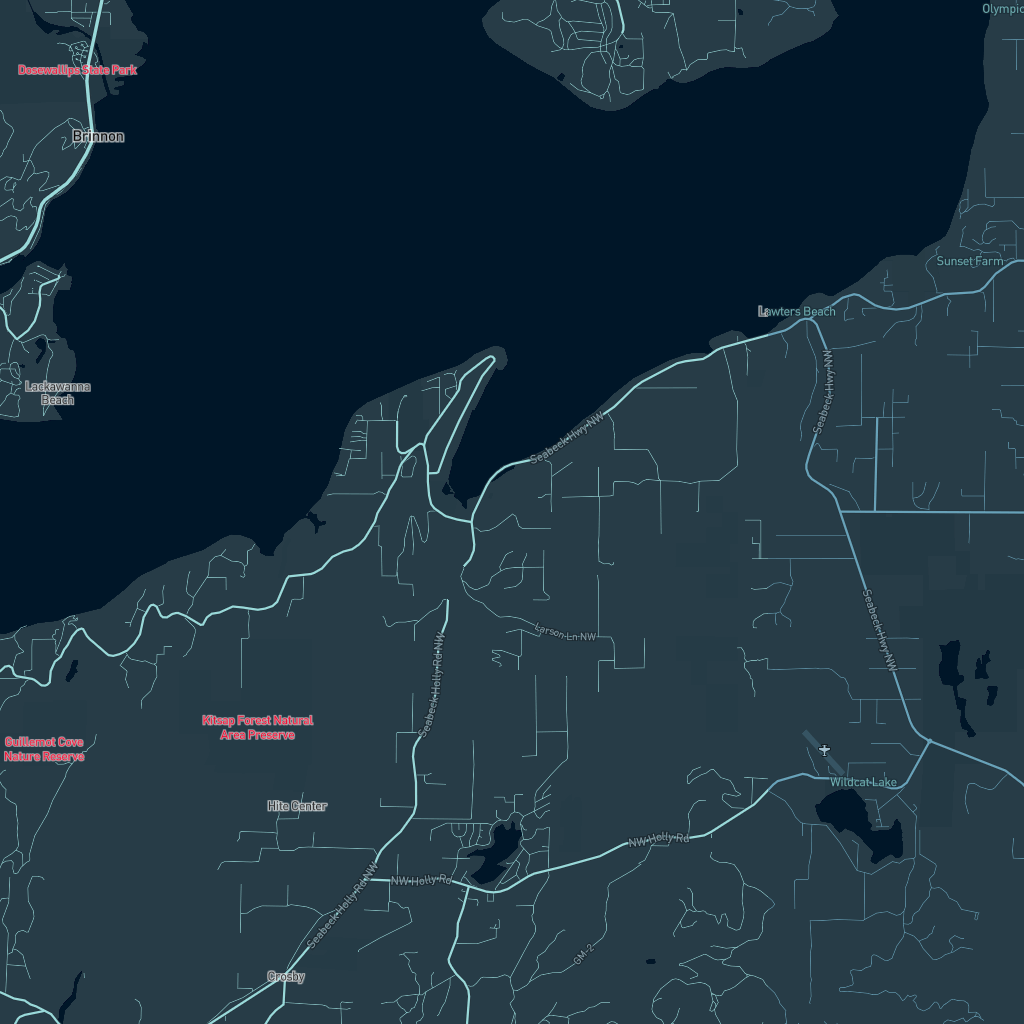 Olympic
Dosewallips State Park
Brinnon
Sunset Farm
Lawters Beach
Lackawanna
Beach
Seabeck Hwy NW
Seabeck Hwy NW
Seabeck Hwy NW
Larson Ln NW
Seabeck Holly Rd NW
Kitsap Forest Natural
Area Preserve
Guillemot Cove
Nature Reserve
Wildcat Lake
Hite Center
NW Holly Rd
NW Holly Rd
Seabeck Holly Rd NW
CM-2
Crosby